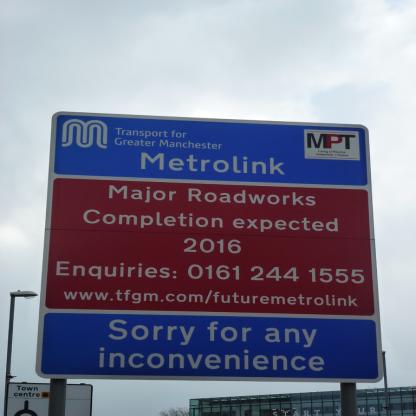 Transport for
Greater Manchester
MPT
Metrolink
Major Roadworks
Completion expected
2016
Enquiries: 0161 244 1555
www.tfgm.com/futuremetrolink
Sorry for any
inconvenience
Town
centre